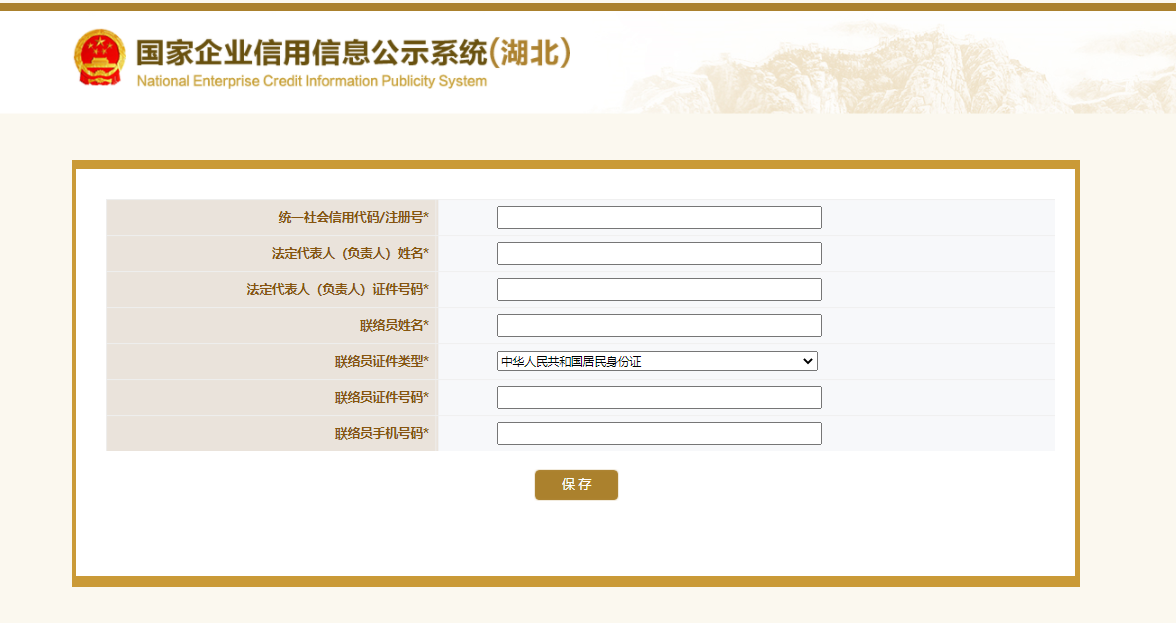 国家企业信用信息公示系统(湖北)
National Enterprise Credit Information Publicity System
统一社会信用代码/注册号*
法定代表人（负责人）姓名*
法定代表人（负责人）证件号码*
联络员姓名*
联络员证件类型*
中华人民共和国居民身份证
联络员证件号码*
联络员手机号码*
保存